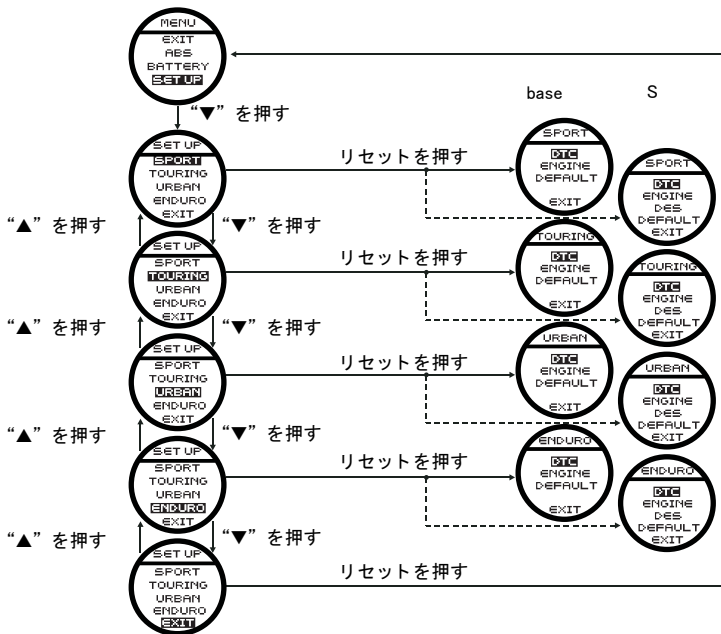 MENU
EXIT
ABS
BATTERY
SET UP
“▼” を押す
base
S
SET UP
SPORT
TOURING
URBAN
ENDURO
EXIT
リセットを押す
SPORT
DTC
ENGINE
DEFAULT
EXIT
SPORT
DTC
ENGINE
DES
DEFAULT
EXIT
“▲” を押す
“▼” を押す
SET UP
SPORT
TOURING
URBAN
ENDURO
EXIT
リセットを押す
TOURING
DTC
ENGINE
DEFAULT
EXIT
TOURING
DTC
ENGINE
DES
DEFAULT
EXIT
“▲” を押す
“▼” を押す
SET UP
SPORT
TOURING
URBAN
ENDURO
EXIT
リセットを押す
URBAN
DTC
ENGINE
DEFAULT
EXIT
URBAN
DTC
ENGINE
DES
DEFAULT
EXIT
“▲” を押す
“▼” を押す
SET UP
SPORT
TOURING
URBAN
ENDURO
EXIT
リセットを押す
ENDURO
DTC
ENGINE
DEFAULT
EXIT
ENDURO
DTC
ENGINE
DES
DEFAULT
EXIT
“▲” を押す
“▼” を押す
SET UP
SPORT
TOURING
URBAN
ENDURO
EXIT
リセットを押す